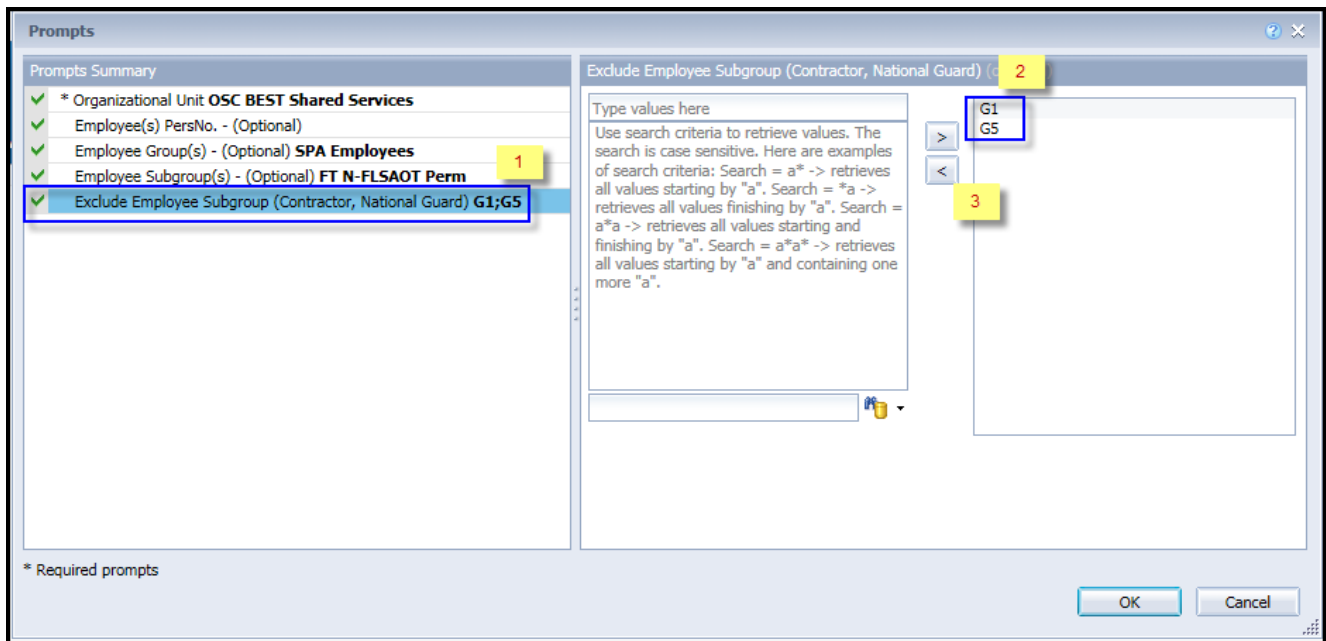 Prompts
Prompts Summary
* Organizational Unit OSC BEST Shared Services
Employee(s) PersNo. - (Optional)
Employee Group(s) - (Optional) SPA Employees
1
Employee Subgroup(s) - (Optional) FT N-FLSAOT Perm
Exclude Employee Subgroup (Contractor, National Guard) G1;G5
Exclude Employee Subgroup (Contractor, National Guard)
2
Type values here
Use search criteria to retrieve values. The
search is case sensitive. Here are examples
of search criteria: Search = a* -> retrieves
all values starting by "a". Search = *a ->
retrieves all values finishing by "a". Search =
a*a -> retrieves all values starting and
finishing by "a". Search = a*a* -> retrieves
all values starting by "a" and containing one
more "a".
>
<
3
G1
G5
* Required prompts
OK
Cancel